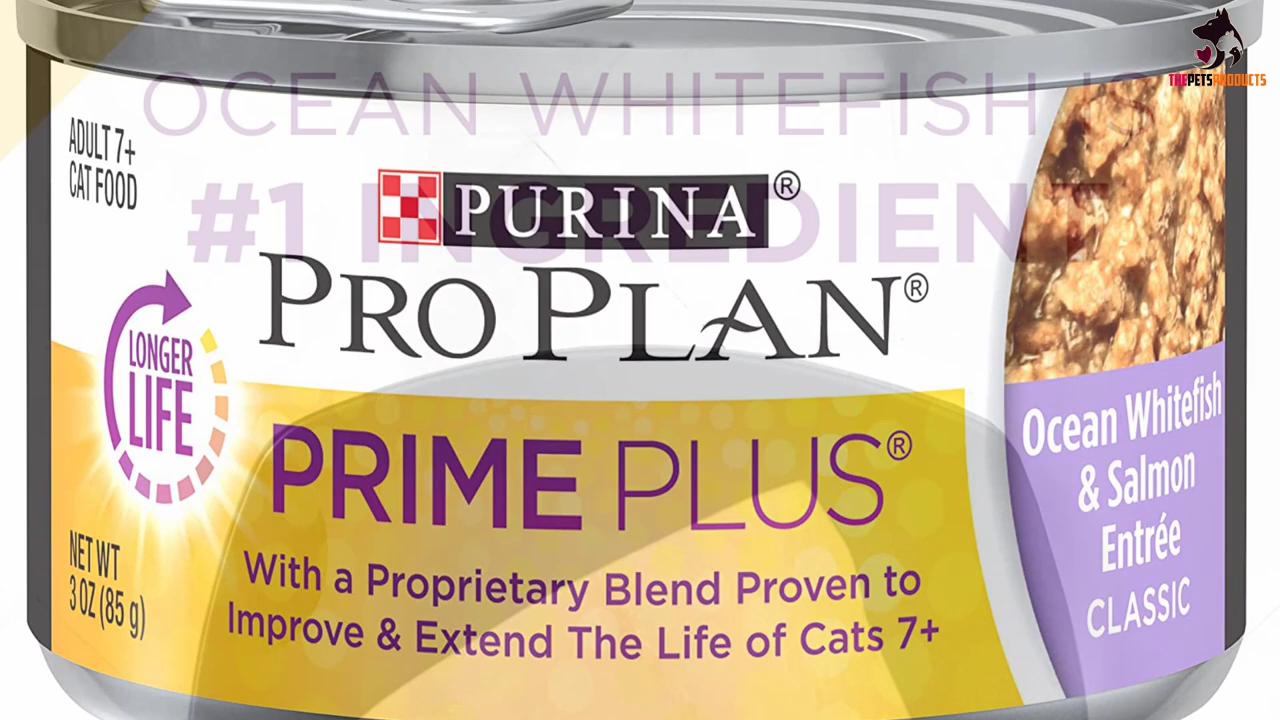 OCEAN WHITEFISH IS
#1 INGREDIENT
THEPETSPRODUCTS
ADULT 7+
CAT FOOD
PURINA®
PRO PLAN®
LONGER
LIFE
PRIME PLUS®
With a Proprietary Blend Proven to
Improve & Extend The Life of Cats 7+
NET WT
3 OZ (85 g)
Ocean Whitefish
& Salmon
Entrée
CLASSIC